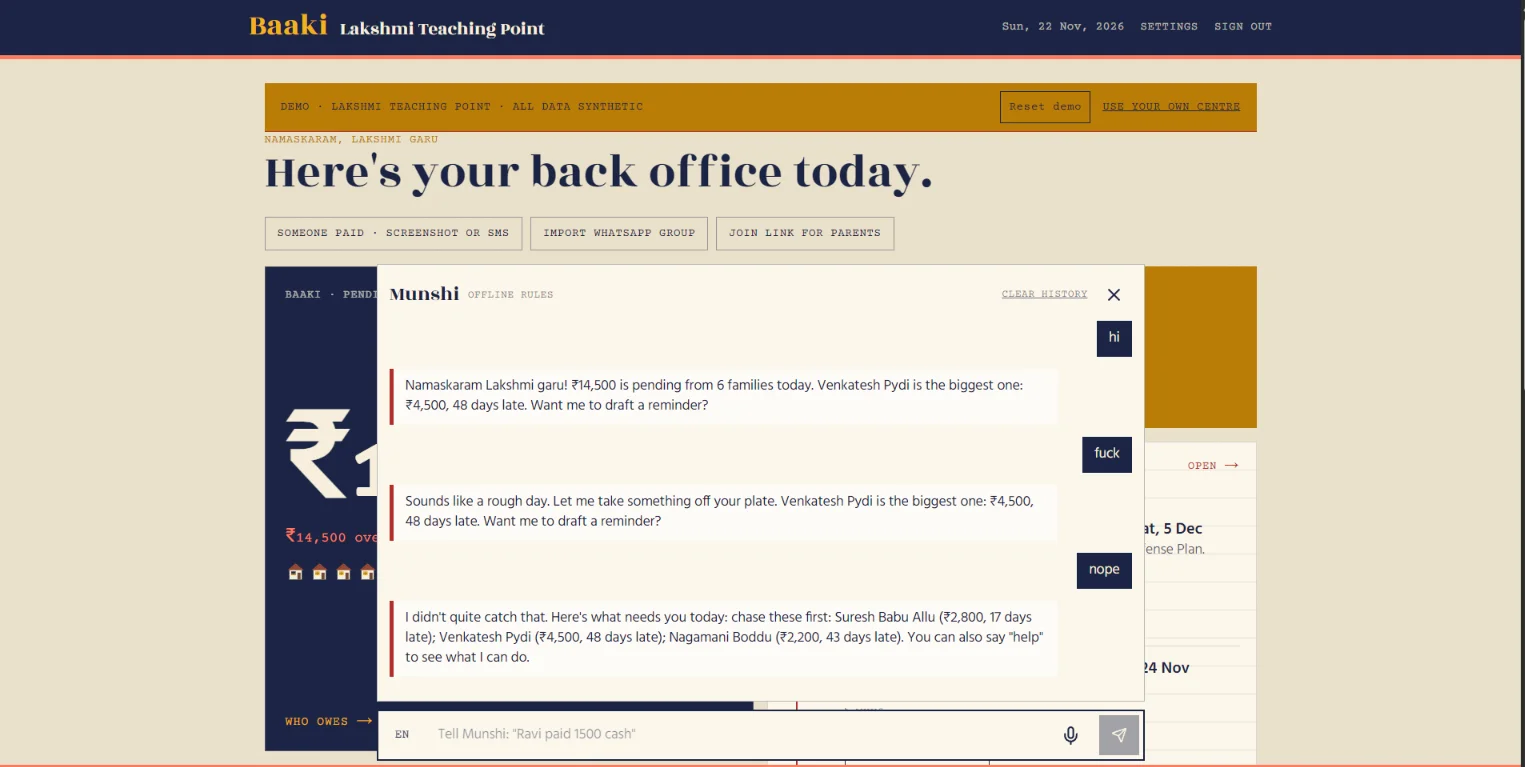 Baaki Lakshmi Teaching Point
Sun, 22 Nov, 2026 SETTINGS SIGN OUT
DEMO · LAKSHMI TEACHING POINT · ALL DATA SYNTHETIC
Reset demo USE YOUR OWN CENTRE
NAMASKARAM, LAKSHMI GARU
Here's your back office today.
SOMEONE PAID · SCREENSHOT OR SMS IMPORT WHATSAPP GROUP JOIN LINK FOR PARENTS
BAAKI · PENDI
Munshi OFFLINE RULES CLEAR HISTORY
hi
Namaskaram Lakshmi garu! ₹14,500 is pending from 6 families today. Venkatesh Pydi is the biggest one:
₹4,500, 48 days late. Want me to draft a reminder?
fuck
Sounds like a rough day. Let me take something off your plate. Venkatesh Pydi is the biggest one: ₹4,500,
48 days late. Want me to draft a reminder?
nope
I didn't quite catch that. Here's what needs you today: chase these first: Suresh Babu Allu (₹2,800, 17 days
late); Venkatesh Pydi (₹4,500, 48 days late); Nagamani Boddu (₹2,200, 43 days late). You can also say "help"
to see what I can do.
₹1
₹14,500 ove
WHO OWES →
OPEN →
at, 5 Dec
ense Plan.
24 Nov
EN Tell Munshi: "Ravi paid 1500 cash"